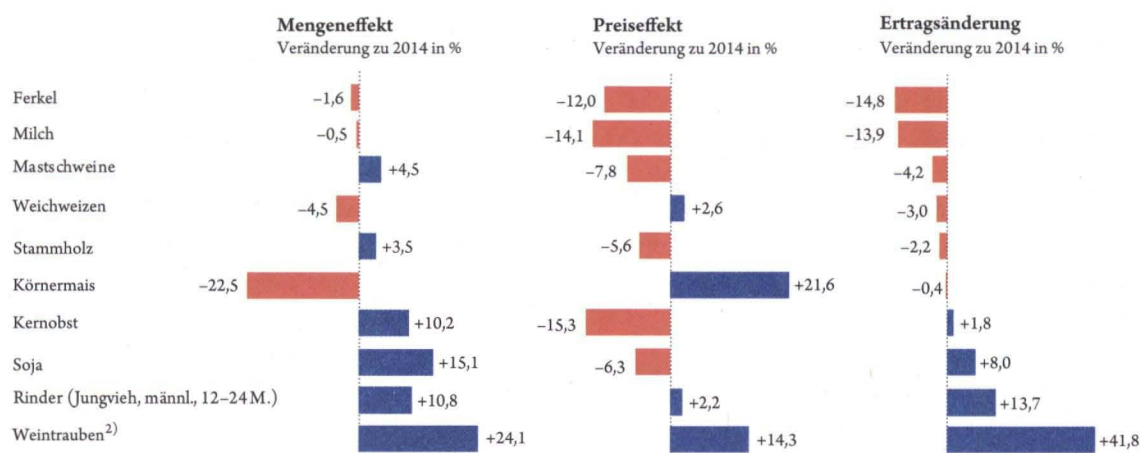 Mengeneffekt Preiseffekt Ertragsänderung
Veränderung zu 2014 in % Veränderung zu 2014 in % Veränderung zu 2014 in %
Ferkel –1,6 –12,0 –14,8
Milch –0,5 –14,1 –13,9
Mastschweine +4,5 –7,8 –4,2
Weichweizen –4,5 +2,6 –3,0
Stammholz +3,5 –5,6 –2,2
Körnermais –22,5 +21,6 –0,4
Kernobst +10,2 –15,3 +1,8
Soja +15,1 –6,3 +8,0
Rinder (Jungvieh, männl., 12–24 M.) +10,8 +2,2 +13,7
Weintrauben2) +24,1 +14,3 +41,8